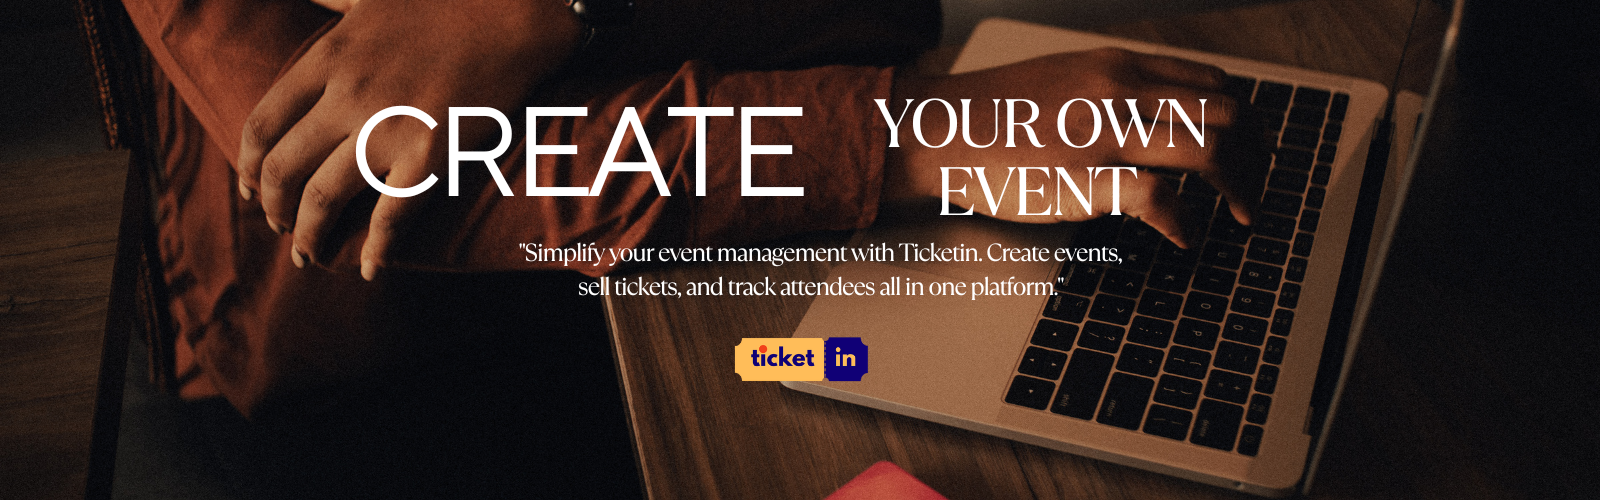 CREATE
YOUR OWN
EVENT
"Simplify your event management with Ticketin. Create events,
sell tickets, and track attendees all in one platform."
ticket in